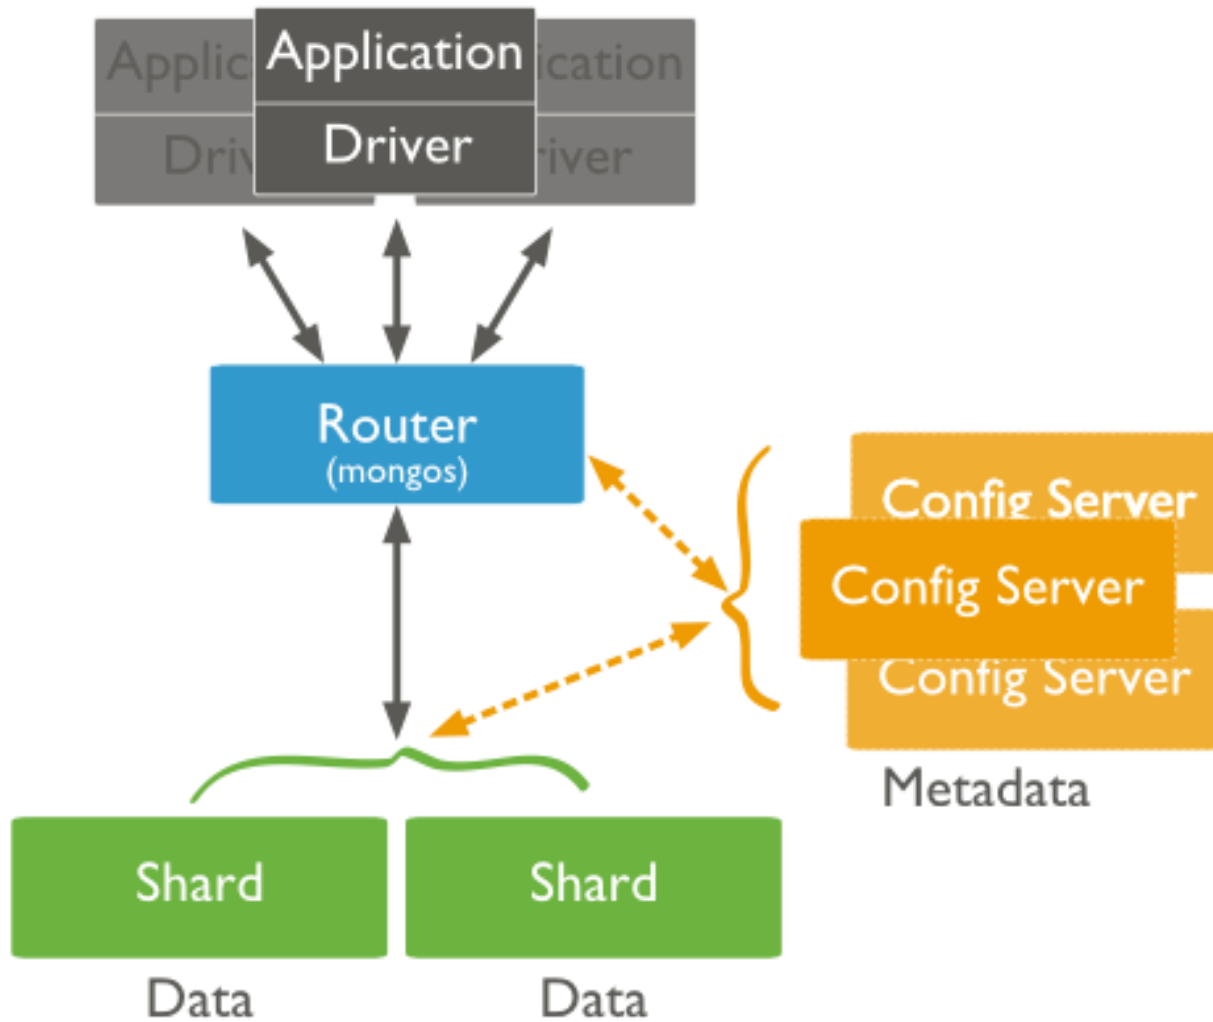 Application
Driver
Router
(mongos)
Config Server
Config Server
Config Server
Metadata
Shard
Shard
Data
Data